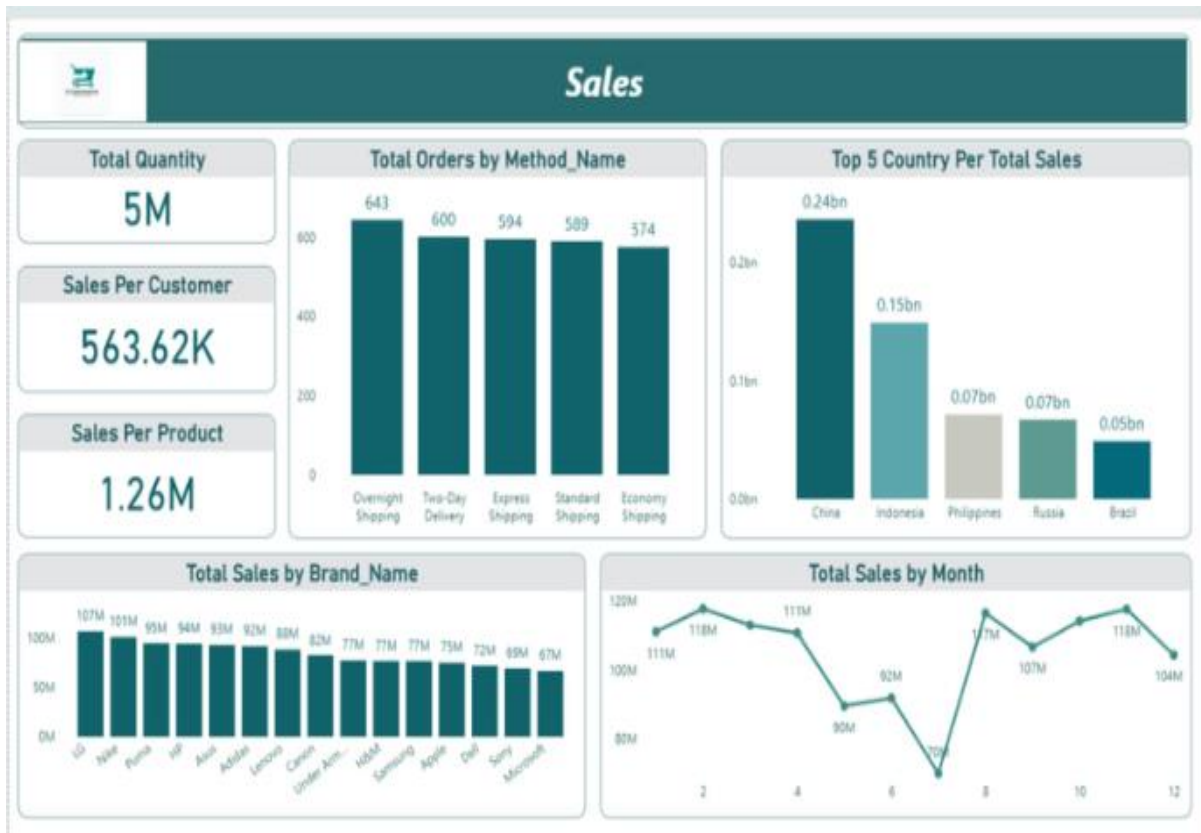 Sales
Total Quantity
5M
Sales Per Customer
563.62K
Sales Per Product
1.26M
Total Orders by Method_Name
643
600
594
589
574
600
400
200
0
Overnight Shipping
Two-Day Delivery
Express Shipping
Standard Shipping
Economy Shipping
Top 5 Country Per Total Sales
0.24bn
0.15bn
0.07bn
0.07bn
0.05bn
0.2bn
0.1bn
0.0bn
China
Indonesia
Philippines
Russia
Brazil
Total Sales by Brand_Name
107M 101M 95M 94M 93M 92M 88M 82M 77M 77M 77M 75M 72M 69M 67M
100M
50M
0M
LG
Nike
Puma
HP
Asus
Adidas
Lenovo
Canon
Under Arm...
H&M
Samsung
Apple
Dell
Sony
Microsoft
Total Sales by Month
120M
100M
80M
111M
118M
111M
90M
92M
70M
117M
107M
118M
104M
2 4 6 8 10 12